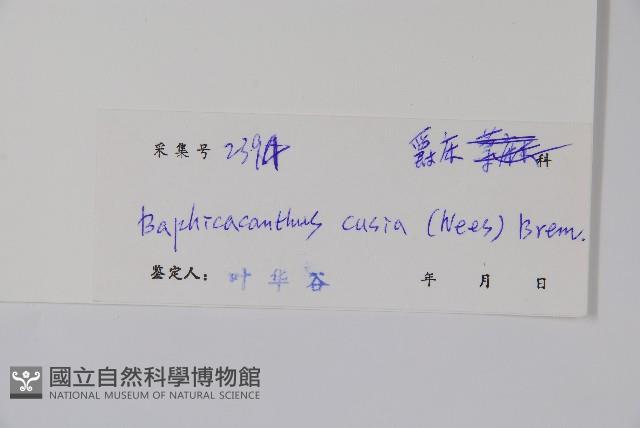 采集号 2394 爵床 科
Baphicacanthus cusia (Nees) Brem.
鉴定人： 叶华谷 年 月 日
國立自然科學博物館
NATIONAL MUSEUM OF NATURAL SCIENCE